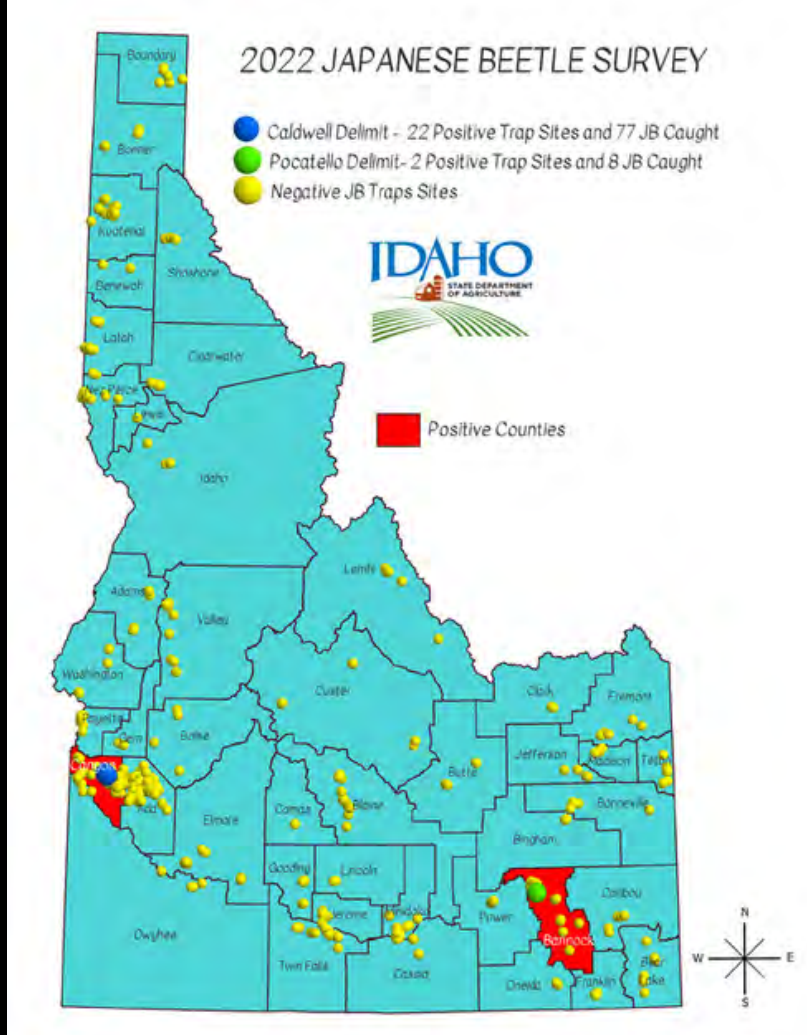 2022 JAPANESE BEETLE SURVEY
Caldwell Delimit - 22 Positive Trap Sites and 77 JB Caught
Pocatello Delimit- 2 Positive Trap Sites and 8 JB Caught
Negative JB Traps Sites
IDAHO
STATE DEPARTMENT
OF AGRICULTURE
Positive Counties
Boundary
Bonner
Kootenai
Shoshone
Benewah
Latah
Clearwater
Nez Perce
Lewis
Idaho
Lemhi
Adams
Valley
Washington
Custer
Clark
Fremont
Payette
Gem
Boise
Jefferson
Madison
Teton
Canyon
Butte
Ada
Camas
Blaine
Bonneville
Elmore
Bingham
Gooding
Lincoln
Caribou
Jerome
Minidoka
Power
Owyhee
Bannock
Twin Falls
Cassia
Bear
Lake
Oneida
Franklin
N
W
E
S